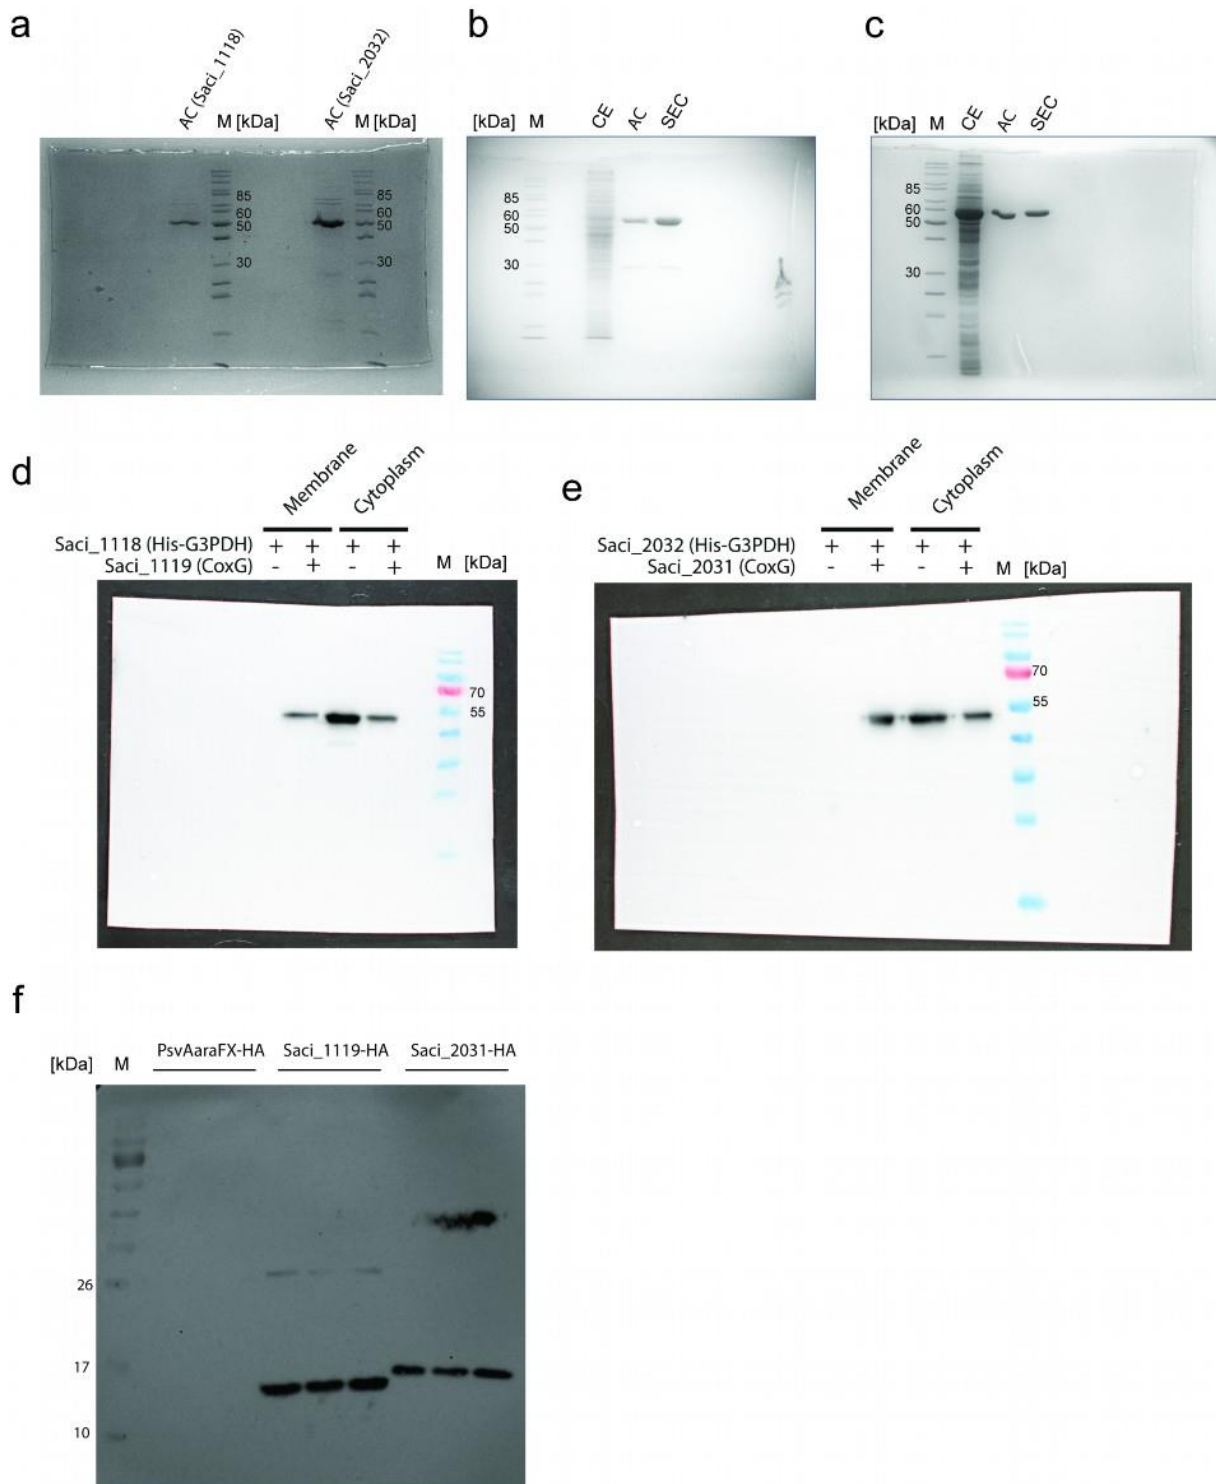 a
AC (Saci_1118)
M [kDa]
AC (Saci_2032)
M [kDa]
85
60
50
30
85
60
50
30
b
[kDa] M CE AC SEC
85
60
50
30
c
[kDa] M CE AC SEC
85
60
50
30
d
Membrane
Cytoplasm
Saci_1118 (His-G3PDH) + + + +
Saci_1119 (CoxG) - + - +
M [kDa]
70
55
e
Membrane
Cytoplasm
Saci_2032 (His-G3PDH) + + + +
Saci_2031 (CoxG) - + - +
M [kDa]
70
55
f
[kDa] M PsvAaraFX-HA Saci_1119-HA Saci_2031-HA
26
17
10